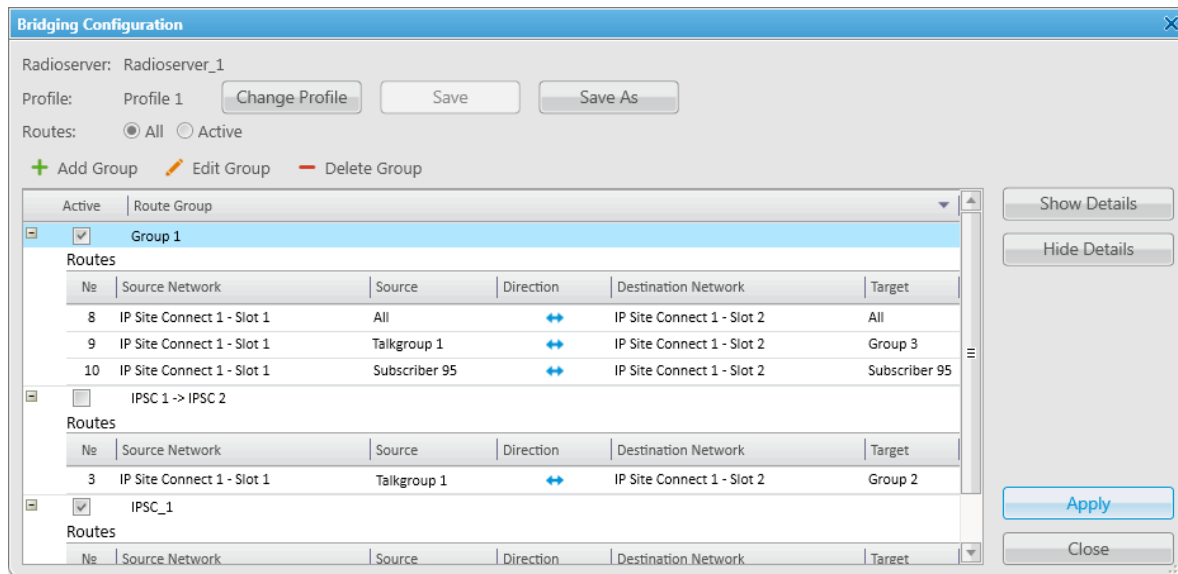 Bridging Configuration
Radioserver: Radioserver_1
Profile: Profile 1 Change Profile Save Save As
Routes: All Active
Add Group Edit Group Delete Group
Active Route Group Show Details
Group 1 Hide Details
Routes
№ Source Network Source Direction Destination Network Target
8 IP Site Connect 1 - Slot 1 All IP Site Connect 1 - Slot 2 All
9 IP Site Connect 1 - Slot 1 Talkgroup 1 IP Site Connect 1 - Slot 2 Group 3
10 IP Site Connect 1 - Slot 1 Subscriber 95 IP Site Connect 1 - Slot 2 Subscriber 95
IPSC 1 -> IPSC 2
Routes
№ Source Network Source Direction Destination Network Target
3 IP Site Connect 1 - Slot 1 Talkgroup 1 IP Site Connect 1 - Slot 2 Group 2
IPSC_1 Apply
Routes
№ Source Network Source Direction Destination Network Target Close